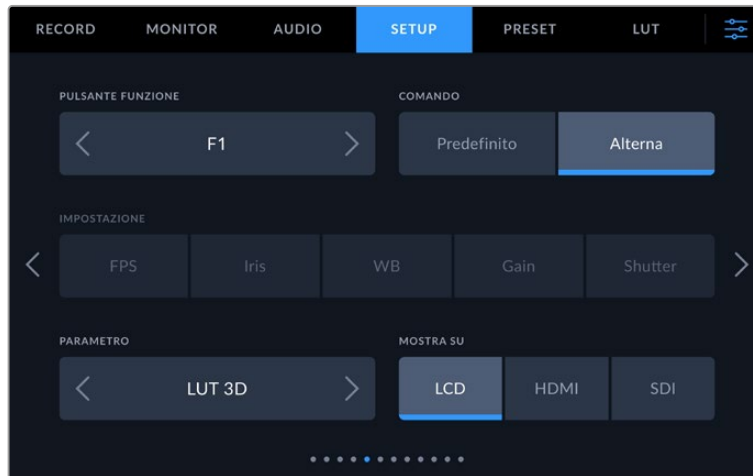 RECORD MONITOR AUDIO SETUP PRESET LUT
PULSANTE FUNZIONE COMANDO
F1 Predefinito Alterna
IMPOSTAZIONE
FPS Iris WB Gain Shutter
PARAMETRO MOSTRA SU
LUT 3D LCD HDMI SDI